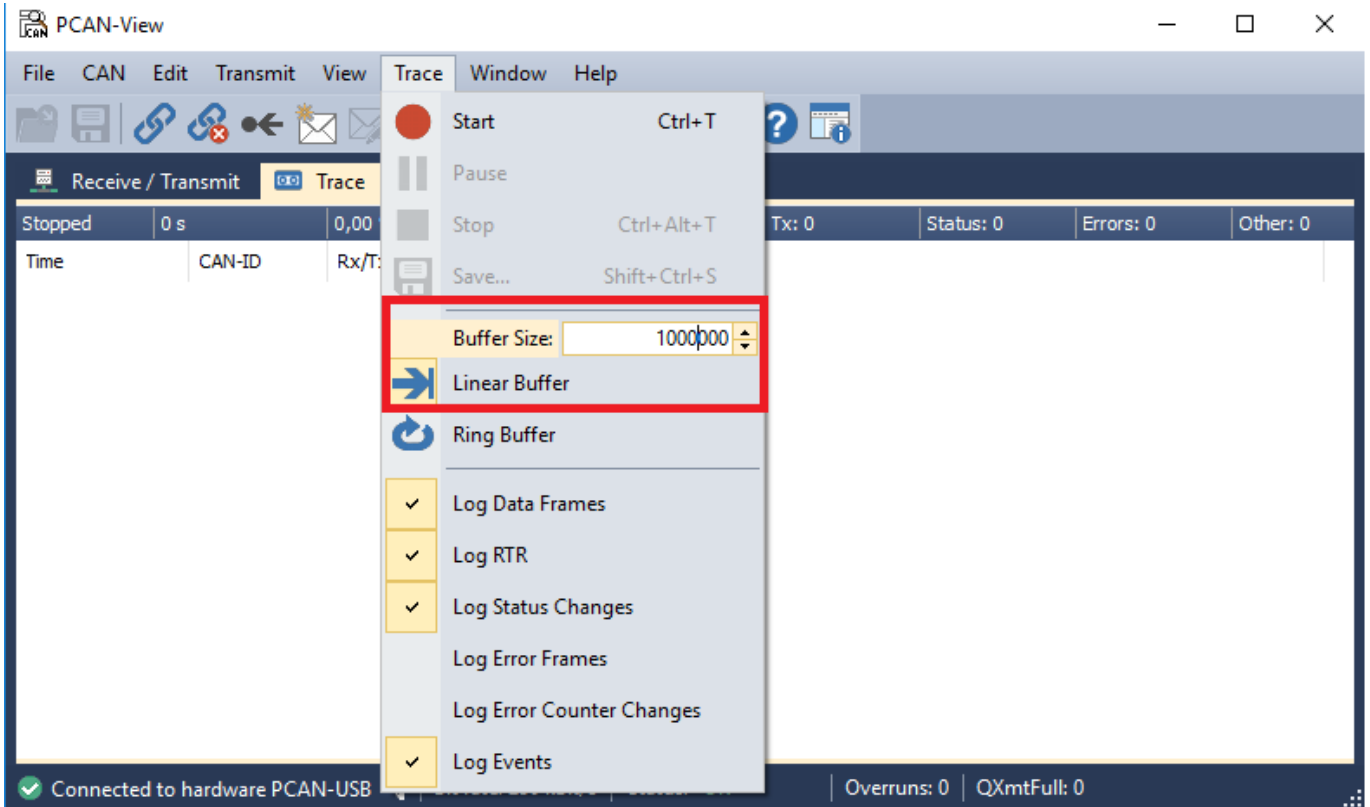 PCAN-View
File CAN Edit Transmit View Trace Window Help
Receive / Transmit Trace
Stopped 0 s 0,00 Tx: 0 Status: 0 Errors: 0 Other: 0
Time CAN-ID Rx/T
Start Ctrl+T
Pause
Stop Ctrl+Alt+T
Save... Shift+Ctrl+S
Buffer Size: 1000000
Linear Buffer
Ring Buffer
Log Data Frames
Log RTR
Log Status Changes
Log Error Frames
Log Error Counter Changes
Log Events
Connected to hardware PCAN-USB Overruns: 0 QXmtFull: 0